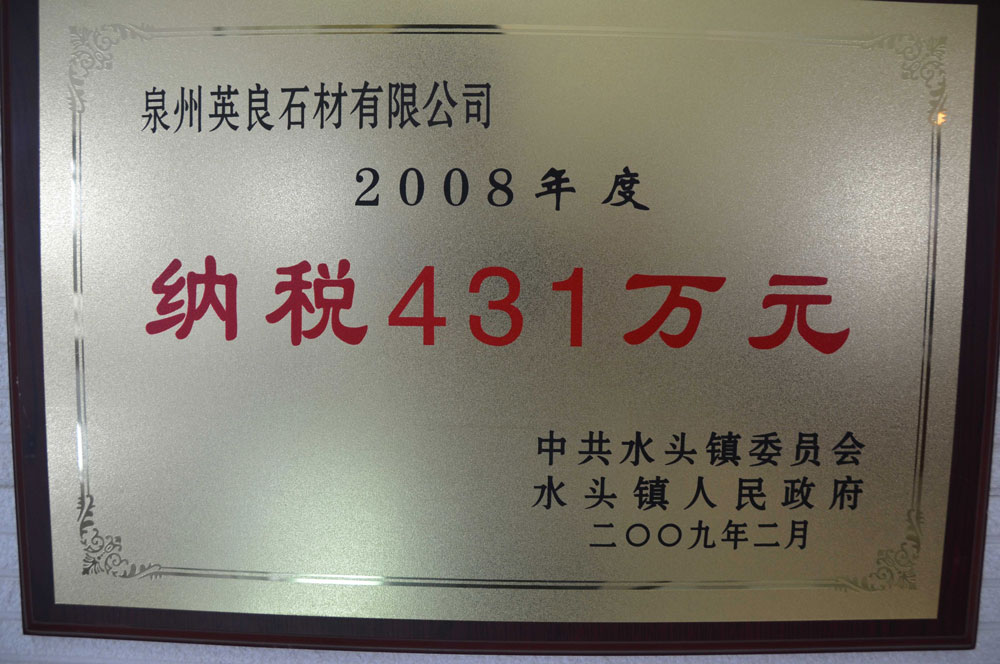 泉州英良石材有限公司
2008年度
纳税431万元
中共水头镇委员会
水头镇人民政府
二〇〇九年二月